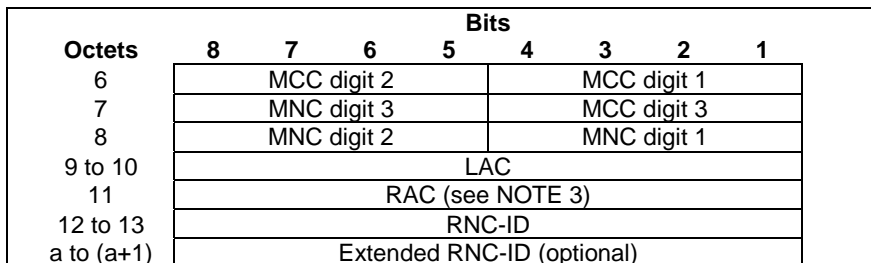 Bits
Octets 8 7 6 5 4 3 2 1
6 MCC digit 2 MCC digit 1
7 MNC digit 3 MCC digit 3
8 MNC digit 2 MNC digit 1
9 to 10 LAC
11 RAC (see NOTE 3)
12 to 13 RNC-ID
a to (a+1) Extended RNC-ID (optional)